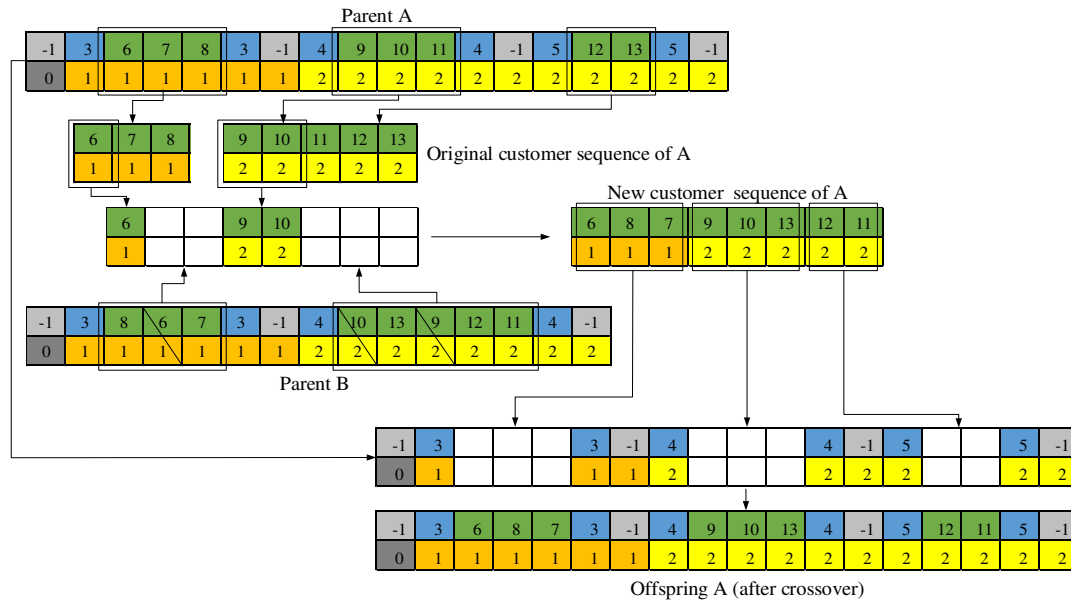 Parent A
-1 3 6 7 8 3 -1 4 9 10 11 4 -1 5 12 13 5 -1
0 1 1 1 1 1 1 2 2 2 2 2 2 2 2 2 2 2
6 7 8 9 10 11 12 13
1 1 1 2 2 2 2 2
Original customer sequence of A
New customer sequence of A
6 9 10
1 2 2
6 8 7 9 10 13 12 11
1 1 1 2 2 2 2 2
-1 3 8 6 7 3 -1 4 10 13 9 12 11 4 -1
0 1 1 1 1 1 1 2 2 2 2 2 2 2 2
Parent B
-1 3 3 -1 4 4 -1 5 5 -1
0 1 1 1 2 2 2 2 2 2
-1 3 6 8 7 3 -1 4 9 10 13 4 -1 5 12 11 5 -1
0 1 1 1 1 1 1 2 2 2 2 2 2 2 2 2 2 2
Offspring A (after crossover)